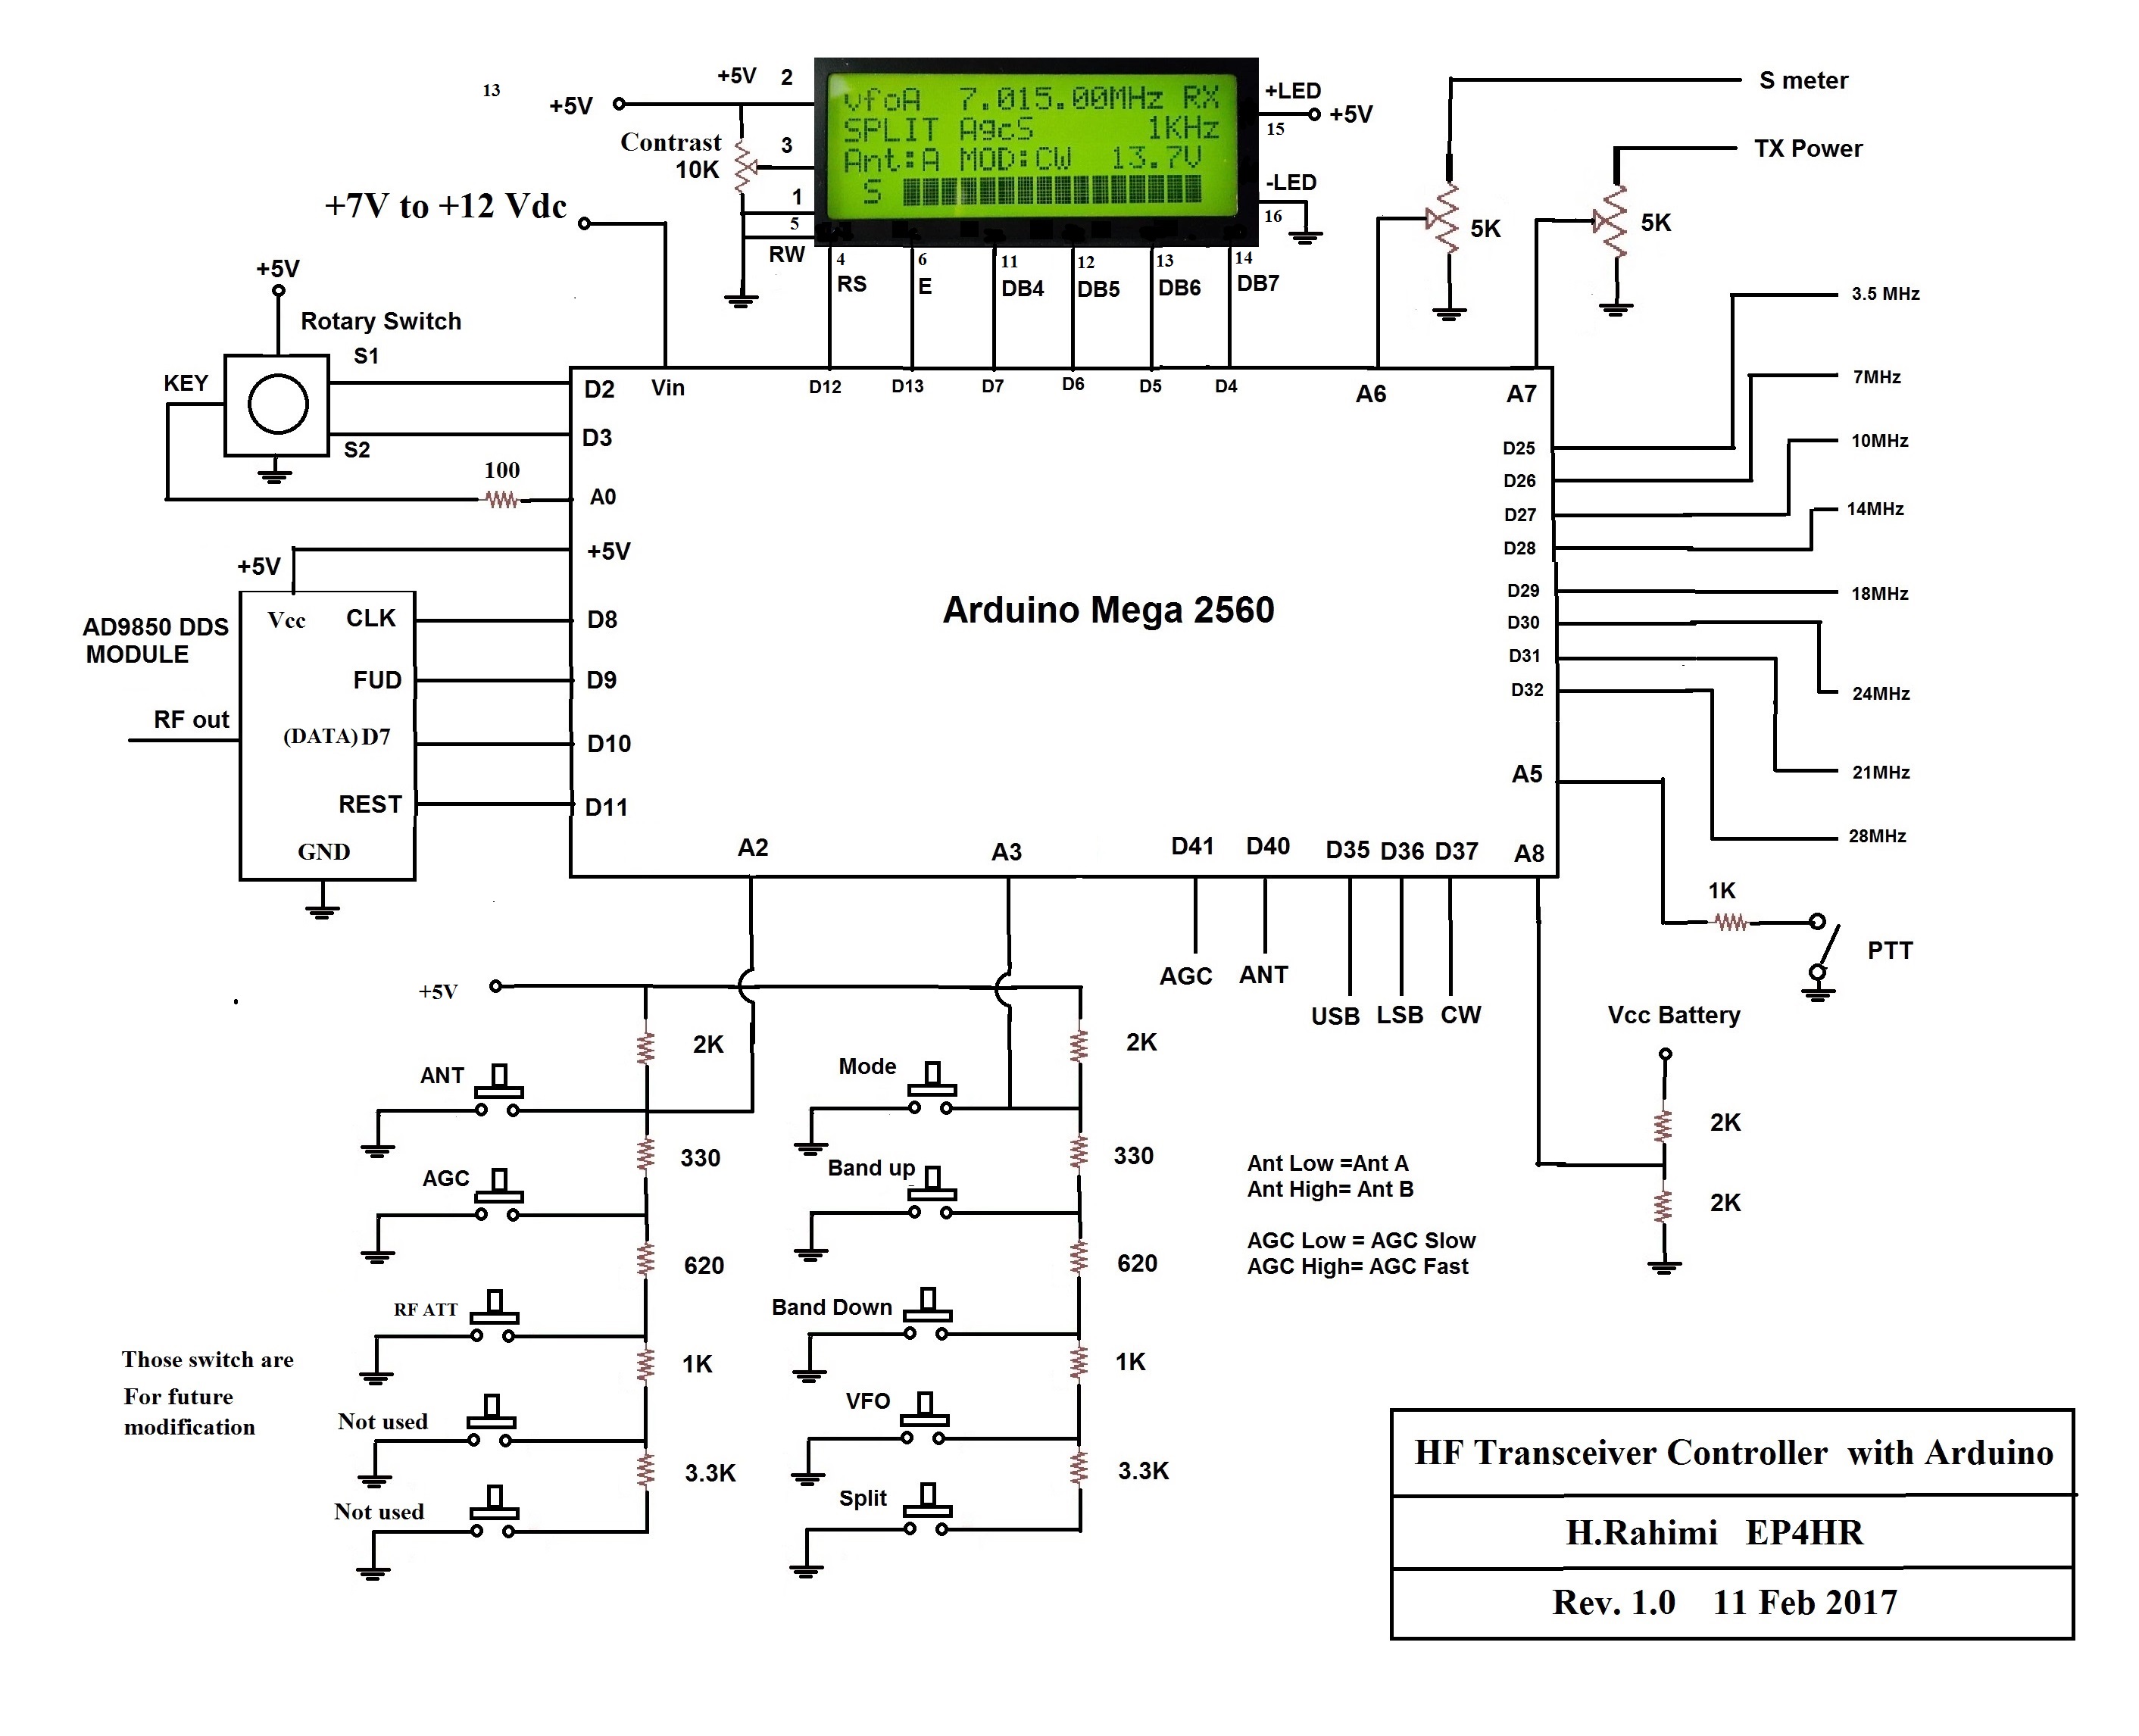 13
+5V
+5V
2
Contrast
10K
3
1
5
RW
vfoA 7.015.00MHz RX
SPLIT AgcS 1KHz
Ant:A MOD:CW 13.7V
S
+LED
+5V
15
-LED
16
S meter
TX Power
5K
5K
+7V to +12 Vdc
4
RS
6
E
11
DB4
12
DB5
13
DB6
14
DB7
+5V
Rotary Switch
S1
KEY
S2
100
D2
D3
A0
+5V
D8
D9
D10
D11
Vin
D12
D13
D7
D6
D5
D4
A6
A7
D25
D26
D27
D28
D29
D30
D31
D32
A5
A8
3.5 MHz
7MHz
10MHz
14MHz
18MHz
24MHz
21MHz
28MHz
Arduino Mega 2560
+5V
AD9850 DDS
MODULE
Vcc
CLK
FUD
(DATA) D7
REST
GND
RF out
A2
A3
D41
D40
D35
D36
D37
AGC
ANT
USB
LSB
CW
1K
PTT
Vcc Battery
2K
2K
+5V
2K
ANT
330
AGC
620
RF ATT
1K
Not used
3.3K
Not used
Those switch are
For future
modification
2K
Mode
330
Band up
620
Band Down
1K
VFO
3.3K
Split
Ant Low =Ant A
Ant High= Ant B
AGC Low = AGC Slow
AGC High= AGC Fast
HF Transceiver Controller with Arduino
H.Rahimi EP4HR
Rev. 1.0 11 Feb 2017